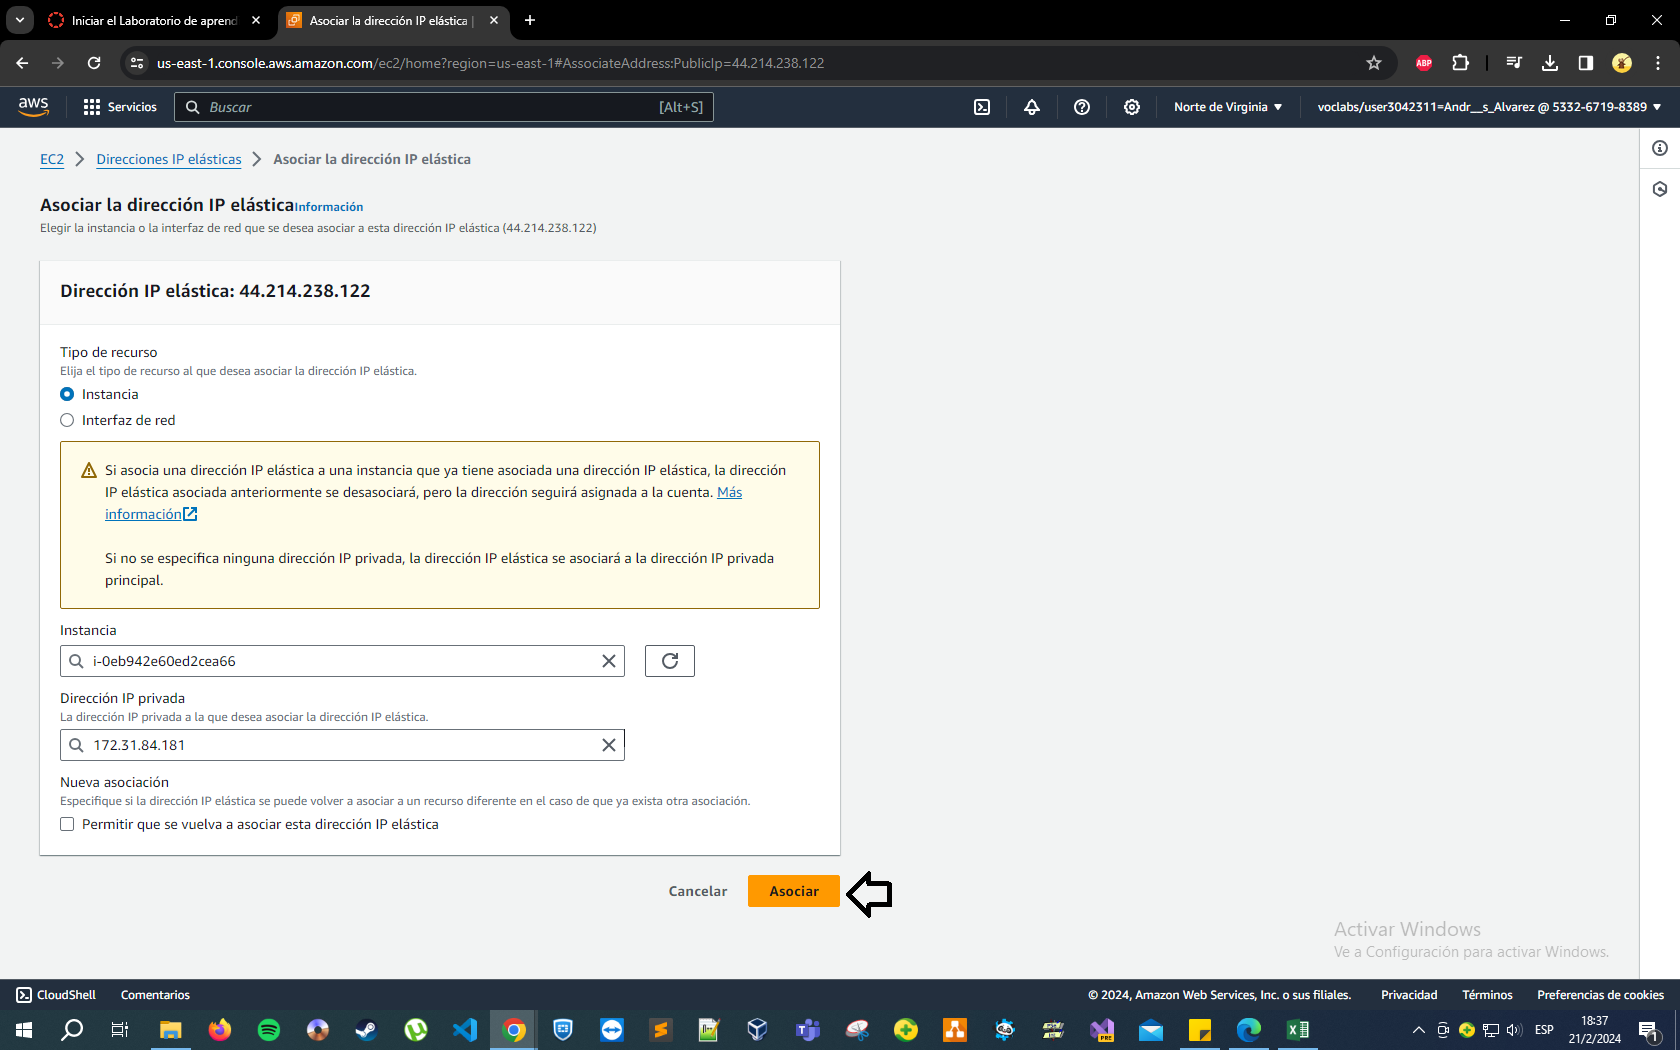 Iniciar el Laboratorio de aprend
Asociar la dirección IP elástica |
us-east-1.console.aws.amazon.com/ec2/home?region=us-east-1#AssociateAddress:PublicIp=44.214.238.122
ABP
aws
Servicios
Buscar
[Alt+S]
Norte de Virginia
voclabs/user3042311=Andr__s_Alvarez @ 5332-6719-8389
EC2
Direcciones IP elásticas
Asociar la dirección IP elástica
Asociar la dirección IP elástica Información
Elegir la instancia o la interfaz de red que se desea asociar a esta dirección IP elástica (44.214.238.122)
Dirección IP elástica: 44.214.238.122
Tipo de recurso
Elija el tipo de recurso al que desea asociar la dirección IP elástica.
Instancia
Interfaz de red
Si asocia una dirección IP elástica a una instancia que ya tiene asociada una dirección IP elástica, la dirección
IP elástica asociada anteriormente se desasociará, pero la dirección seguirá asignada a la cuenta. Más
información
Si no se especifica ninguna dirección IP privada, la dirección IP elástica se asociará a la dirección IP privada
principal.
Instancia
i-0eb942e60ed2cea66
Dirección IP privada
La dirección IP privada a la que desea asociar la dirección IP elástica.
172.31.84.181
Nueva asociación
Especifique si la dirección IP elástica se puede volver a asociar a un recurso diferente en el caso de que ya exista otra asociación.
Permitir que se vuelva a asociar esta dirección IP elástica
Cancelar
Asociar
Activar Windows
Ve a Configuración para activar Windows.
CloudShell
Comentarios
© 2024, Amazon Web Services, Inc. o sus filiales.
Privacidad
Términos
Preferencias de cookies
PRE
ESP
18:37
21/2/2024
1